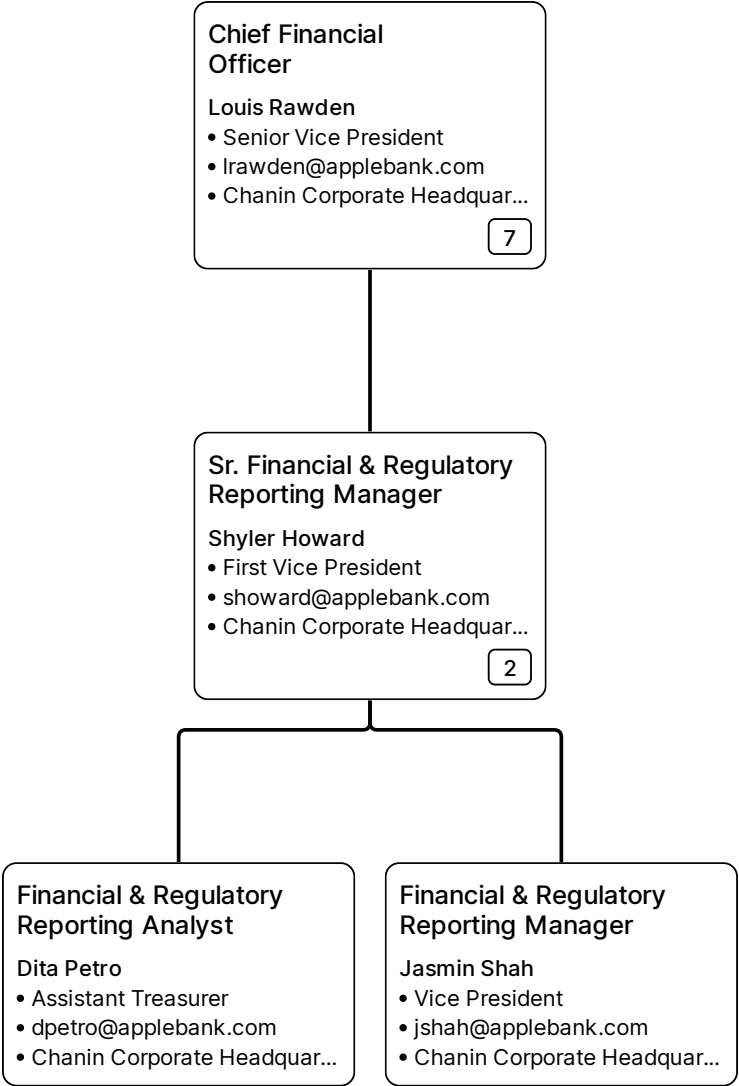 Chief Financial
Officer
Louis Rawden
• Senior Vice President
• lrawden@applebank.com
• Chanin Corporate Headquar...
7
Sr. Financial & Regulatory
Reporting Manager
Shyler Howard
• First Vice President
• showard@applebank.com
• Chanin Corporate Headquar...
2
Financial & Regulatory
Reporting Analyst
Dita Petro
• Assistant Treasurer
• dpetro@applebank.com
• Chanin Corporate Headquar...
Financial & Regulatory
Reporting Manager
Jasmin Shah
• Vice President
• jshah@applebank.com
• Chanin Corporate Headquar...